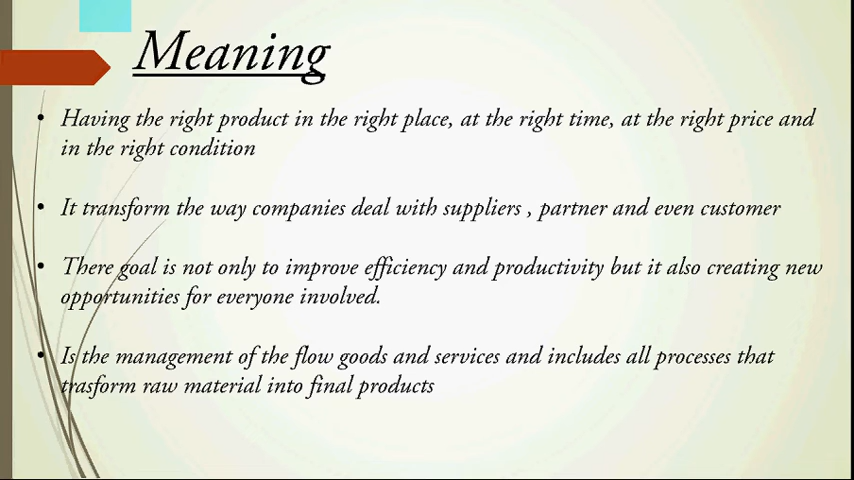 Meaning
• Having the right product in the right place, at the right time, at the right price and
in the right condition
• It transform the way companies deal with suppliers , partner and even customer
• There goal is not only to improve efficiency and productivity but it also creating new
opportunities for everyone involved.
• Is the management of the flow goods and services and includes all processes that
trasform raw material into final products